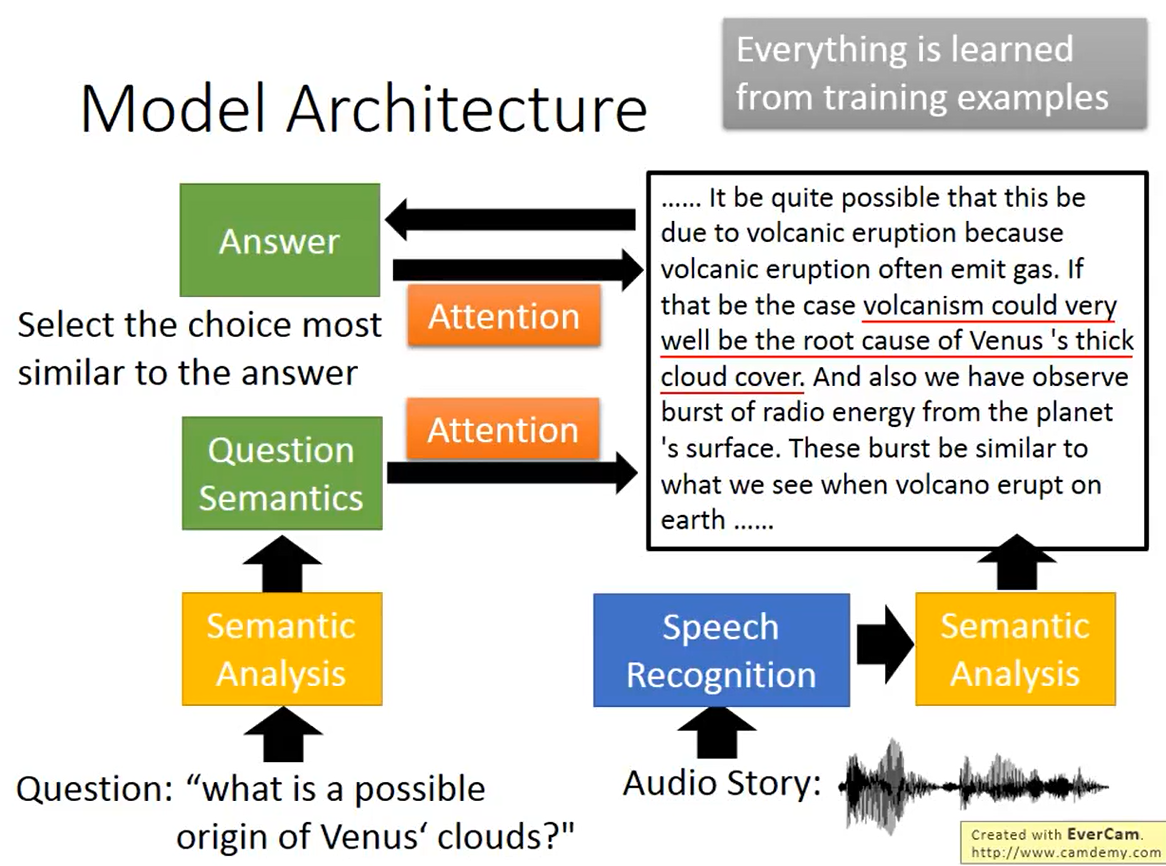 Everything is learned
from training examples
Model Architecture
Answer
Attention
Select the choice most
similar to the answer
Attention
Question
Semantics
...... It be quite possible that this be
due to volcanic eruption because
volcanic eruption often emit gas. If
that be the case volcanism could very
well be the root cause of Venus 's thick
cloud cover. And also we have observe
burst of radio energy from the planet
's surface. These burst be similar to
what we see when volcano erupt on
earth ......
Semantic
Analysis
Speech
Recognition
Semantic
Analysis
Question: “what is a possible
origin of Venus‘ clouds?"
Audio Story:
Created with EverCam.
http://www.camdemy.com